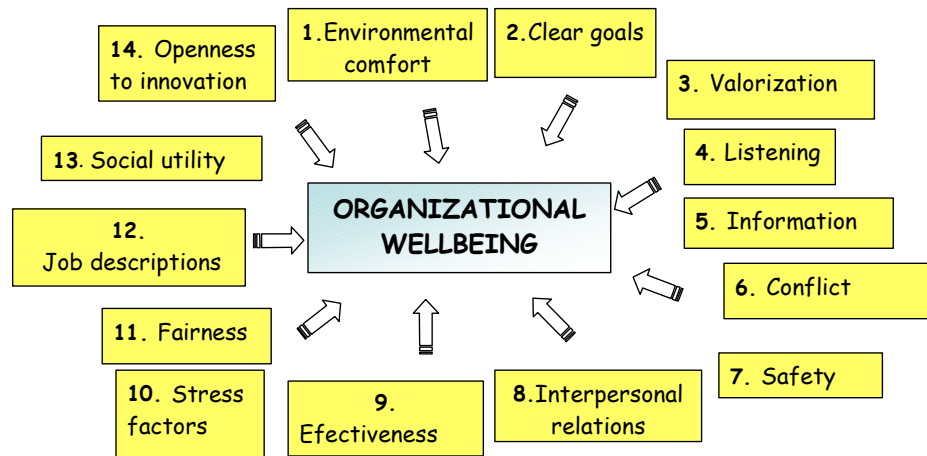 1.Environmental
comfort
2.Clear goals
3. Valorization
4. Listening
5. Information
6. Conflict
7. Safety
8.Interpersonal
relations
9.
Efectiveness
10. Stress
factors
11. Fairness
12.
Job descriptions
13. Social utility
14. Openness
to innovation
ORGANIZATIONAL
WELLBEING